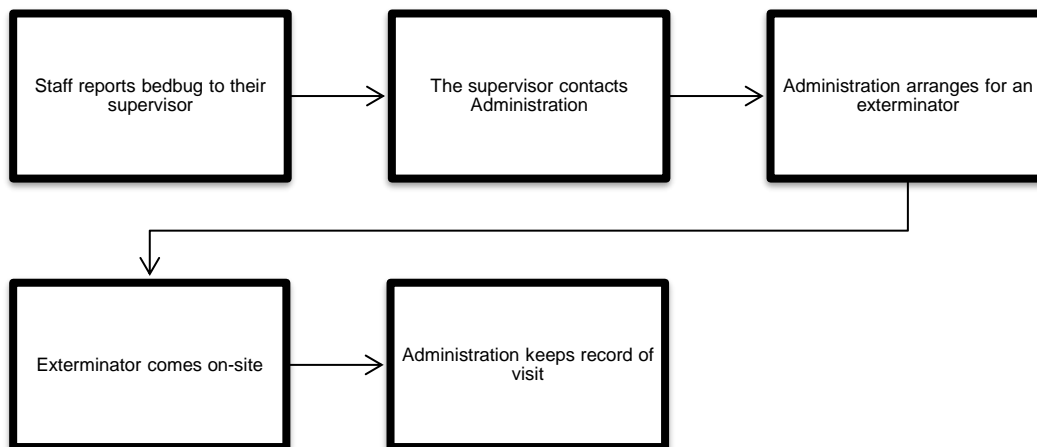 Staff reports bedbug to their
supervisor
The supervisor contacts
Administration
Administration arranges for an
exterminator
Exterminator comes on-site
Administration keeps record of
visit